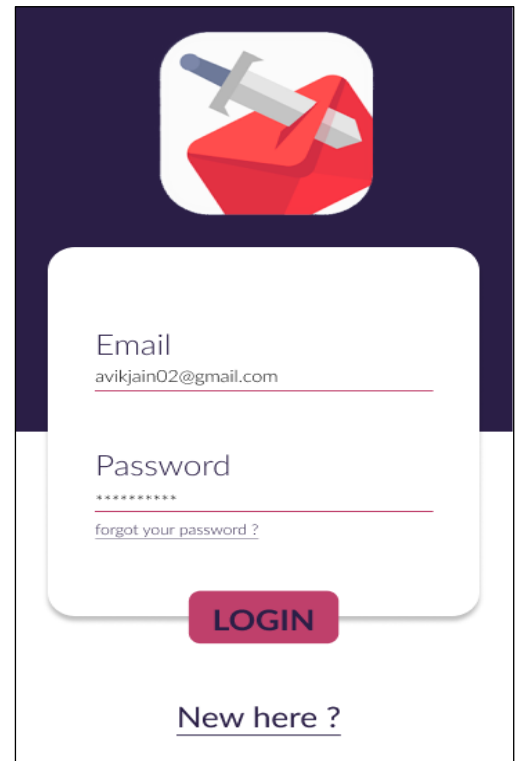 Email
avikjain02@gmail.com
Password
**********
forgot your password ?
LOGIN
New here ?